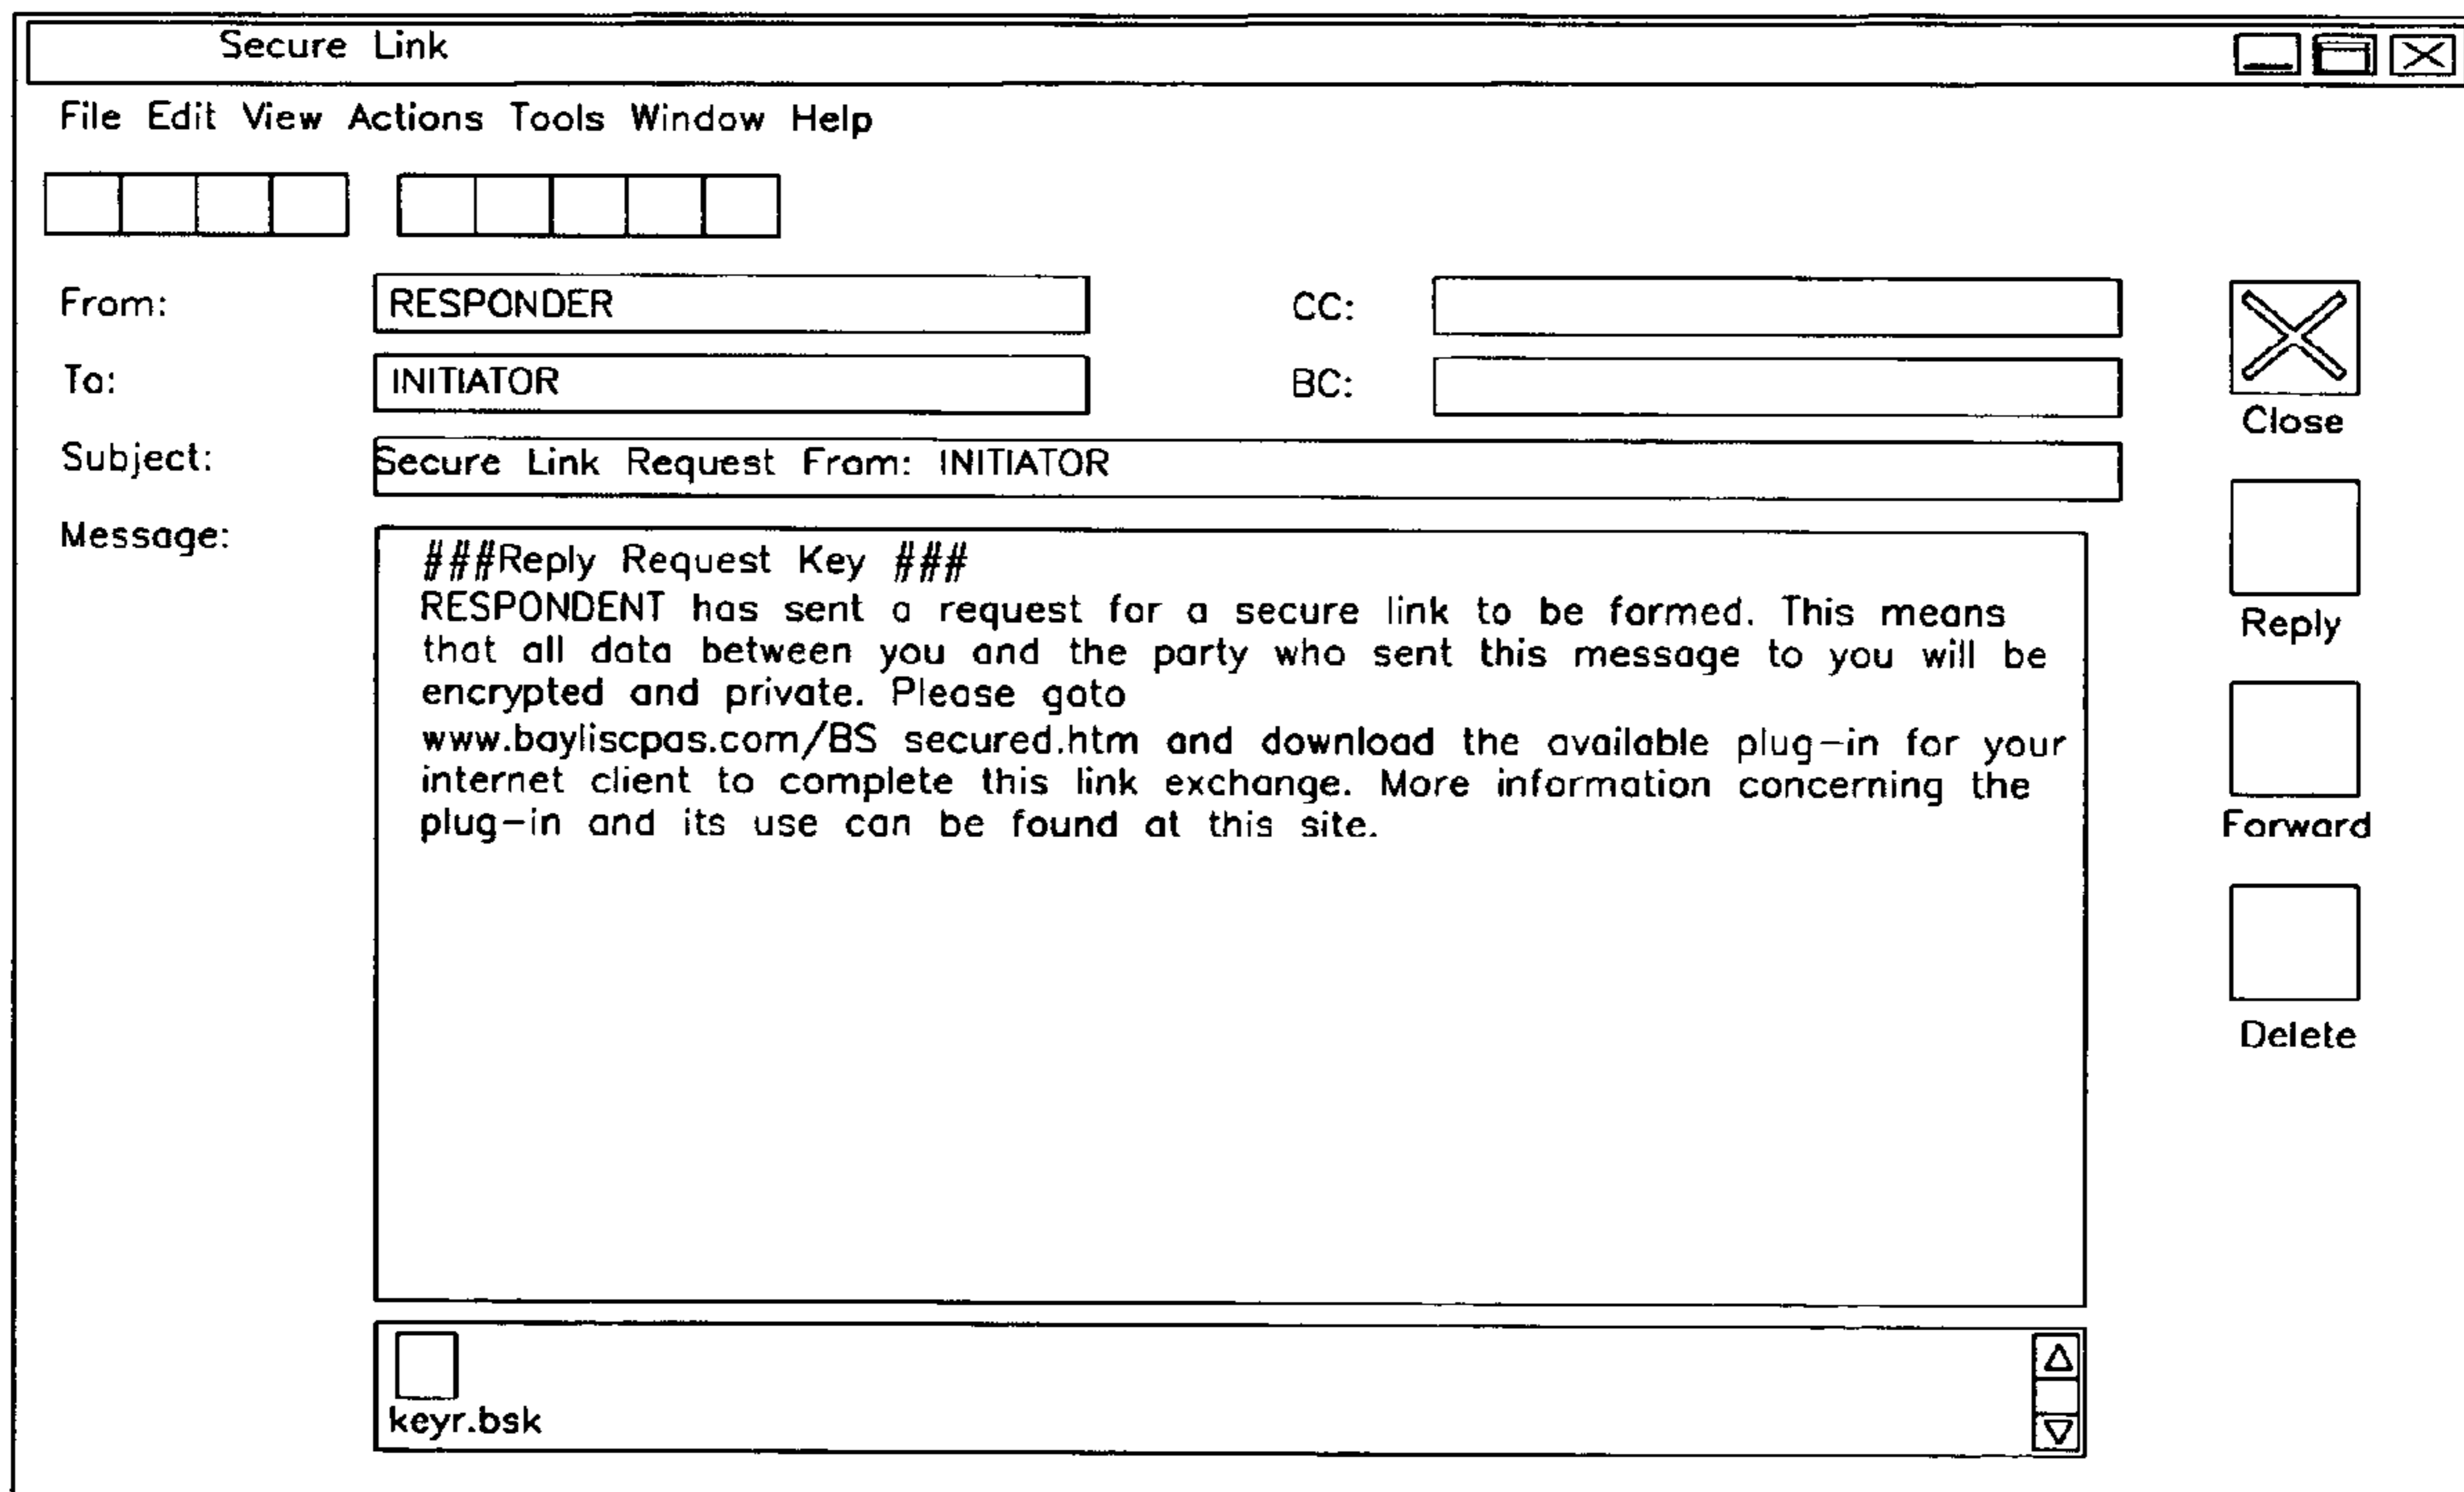 Secure Link
File Edit View Actions Tools Window Help
From: RESPONDER CC:
To: INITIATOR BC:
Close
Subject: Secure Link Request From: INITIATOR
Message:
###Reply Request Key ###
RESPONDENT has sent a request for a secure link to be formed. This means
that all data between you and the party who sent this message to you will be
encrypted and private. Please goto
www.bayliscpas.com/BS secured.htm and download the available plug-in for your
internet client to complete this link exchange. More information concerning the
plug-in and its use can be found at this site.
Reply
Forward
Delete
keyr.bsk